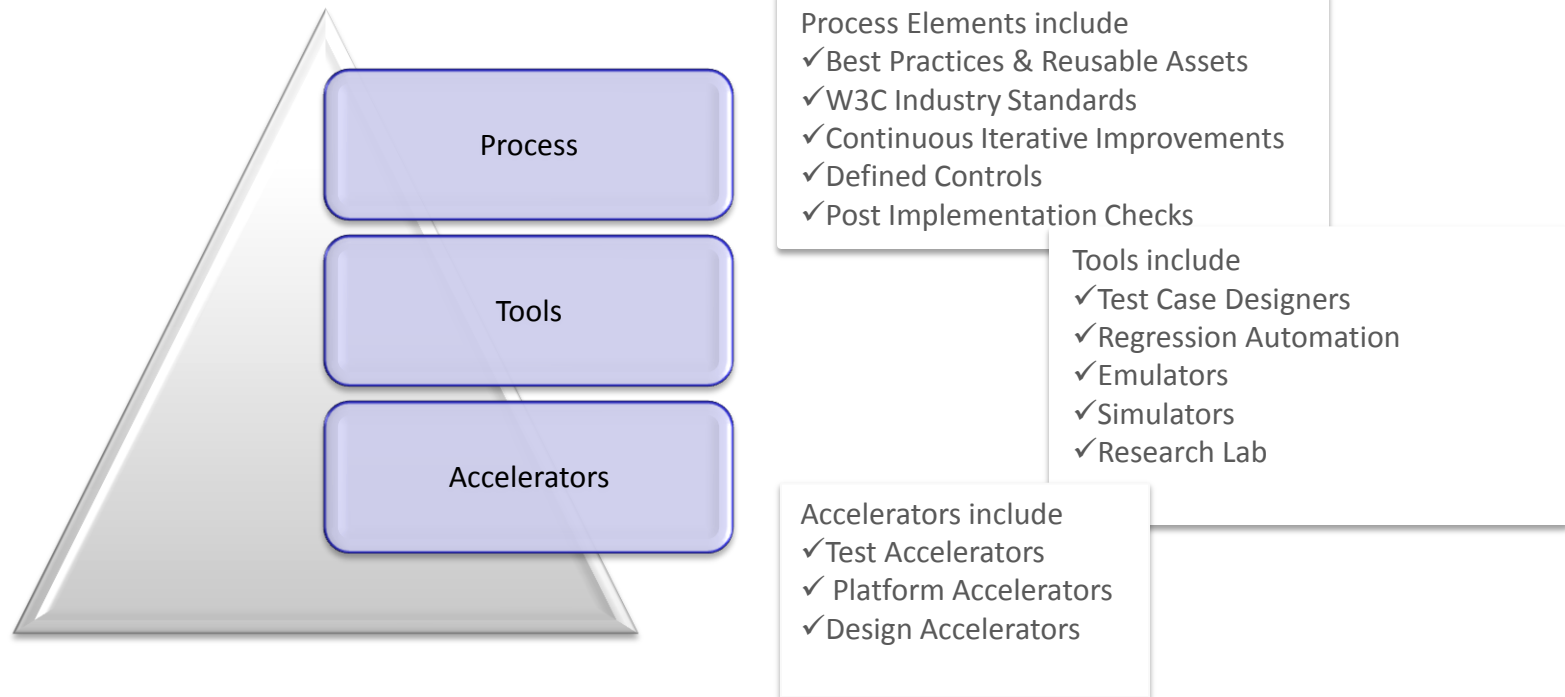 Process
Tools
Accelerators
Process Elements include
✓Best Practices & Reusable Assets
✓W3C Industry Standards
✓Continuous Iterative Improvements
✓Defined Controls
✓Post Implementation Checks
Tools include
✓Test Case Designers
✓Regression Automation
✓Emulators
✓Simulators
✓Research Lab
Accelerators include
✓Test Accelerators
✓ Platform Accelerators
✓Design Accelerators